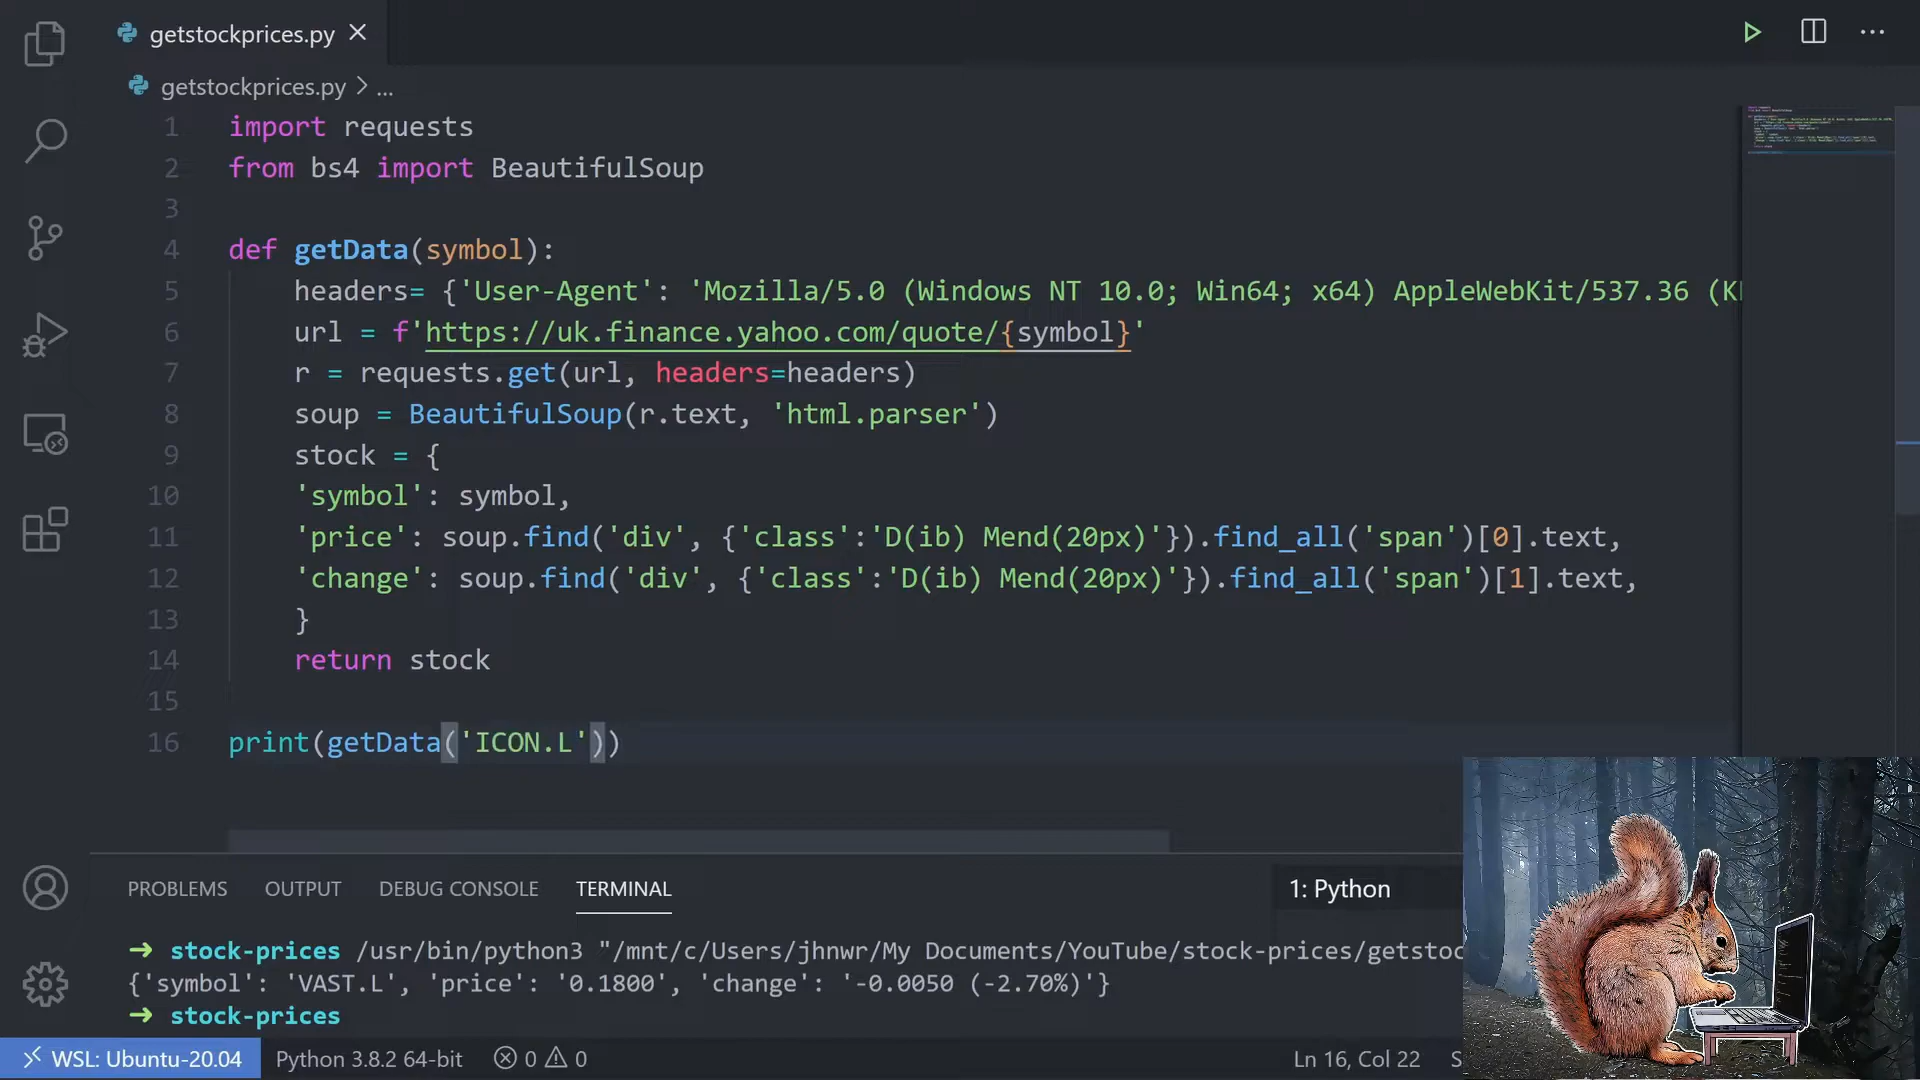 getstockprices.py
getstockprices.py > ...
1 import requests
2 from bs4 import BeautifulSoup
3
4 def getData(symbol):
5 headers= {'User-Agent': 'Mozilla/5.0 (Windows NT 10.0; Win64; x64) AppleWebKit/537.36 (K
6 url = f'https://uk.finance.yahoo.com/quote/{symbol}'
7 r = requests.get(url, headers=headers)
8 soup = BeautifulSoup(r.text, 'html.parser')
9 stock = {
10 'symbol': symbol,
11 'price': soup.find('div', {'class':'D(ib) Mend(20px)'}).find_all('span')[0].text,
12 'change': soup.find('div', {'class':'D(ib) Mend(20px)'}).find_all('span')[1].text,
13 }
14 return stock
15
16 print(getData('ICON.L'))
PROBLEMS OUTPUT DEBUG CONSOLE TERMINAL 1: Python
→ stock-prices /usr/bin/python3 "/mnt/c/Users/jhnwr/My Documents/YouTube/stock-prices/getstoc
{'symbol': 'VAST.L', 'price': '0.1800', 'change': '-0.0050 (-2.70%)'}
→ stock-prices
WSL: Ubuntu-20.04 Python 3.8.2 64-bit 0 0 Ln 16, Col 22 S